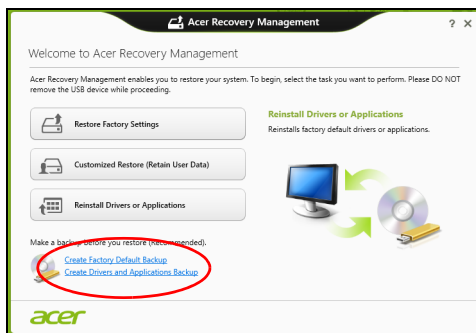 Acer Recovery Management
? X
Welcome to Acer Recovery Management
Acer Recovery Management enables you to restore your system. To begin, select the task you want to perform. Please DO NOT
remove the USB device while proceeding.
Restore Factory Settings
Customized Restore (Retain User Data)
Reinstall Drivers or Applications
Reinstall Drivers or Applications
Reinstalls factory default drivers or applications.
Make a backup before you restore (Recommended).
Create Factory Default Backup
Create Drivers and Applications Backup
acer